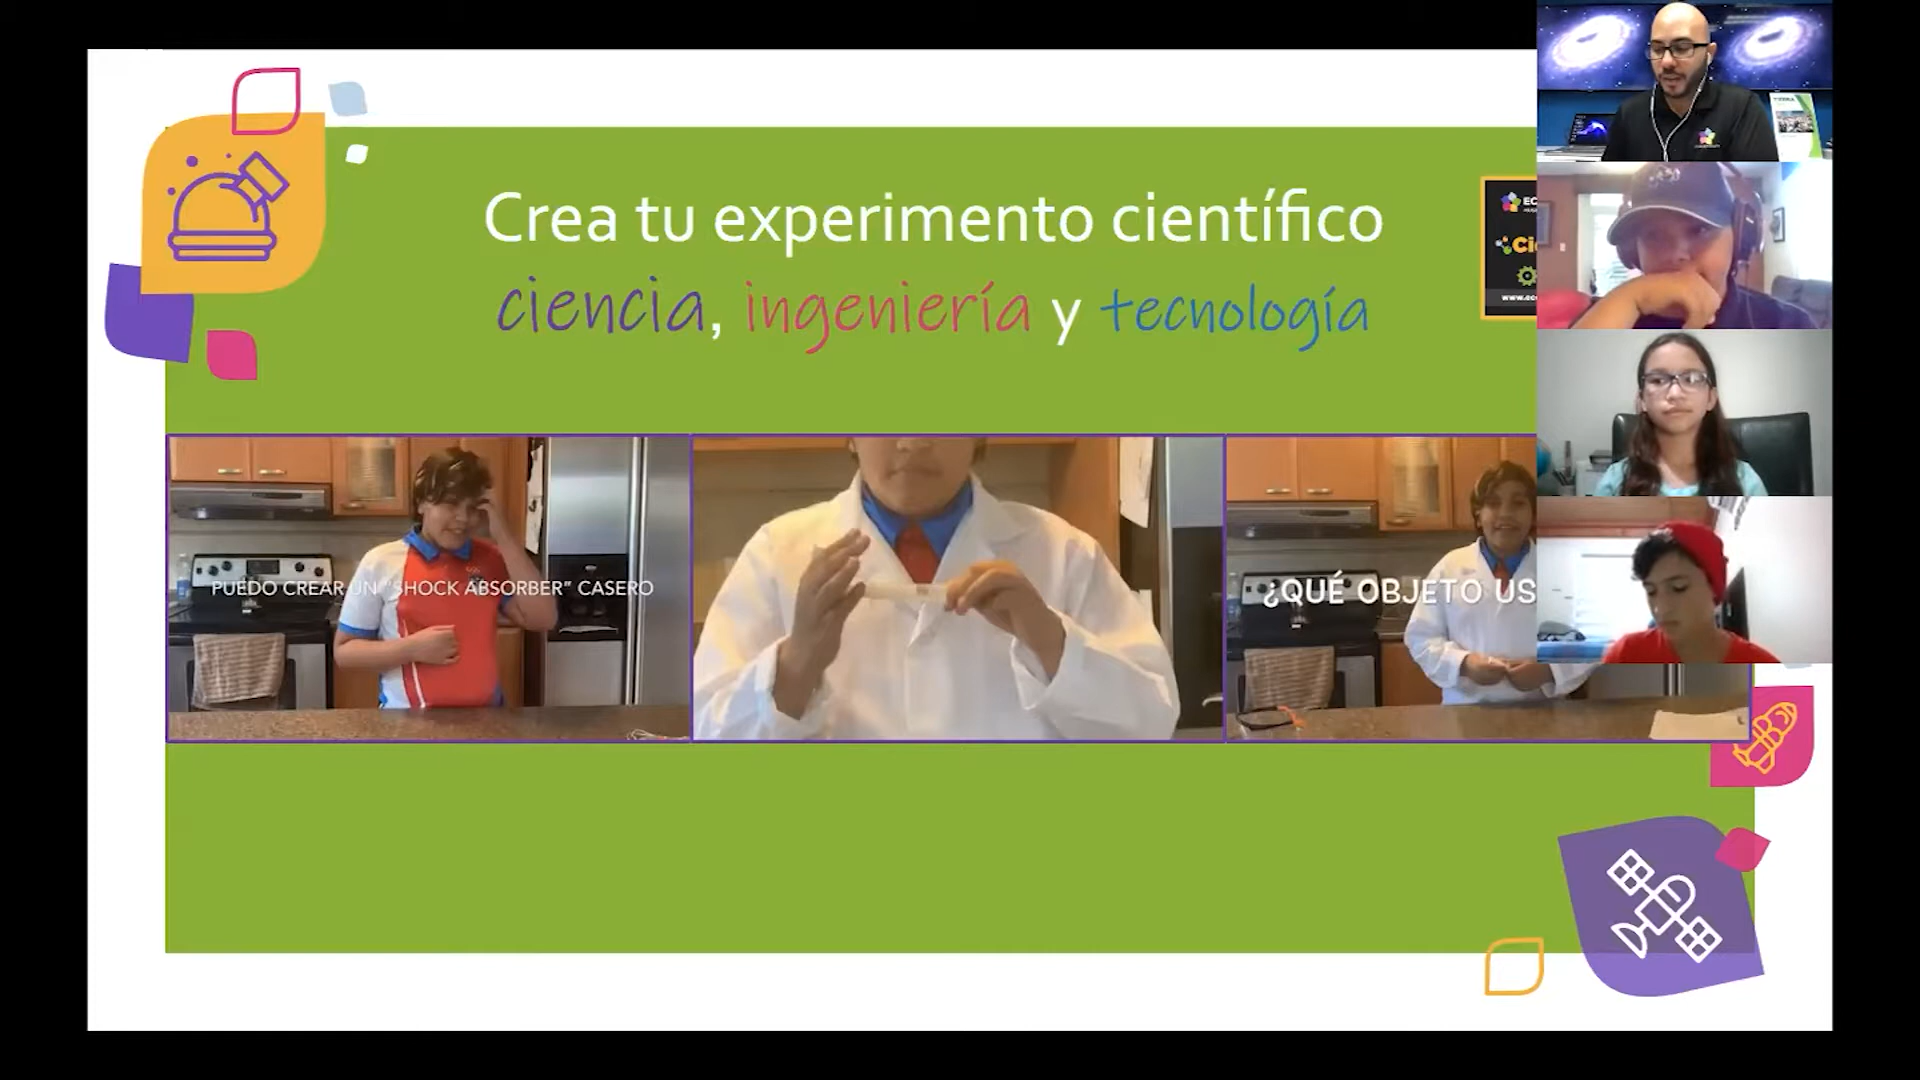 Crea tu experimento científico
ciencia, ingeniería y tecnología
PUEDO CREAR UN "SHOCK ABSORBER" CASERO
¿QUÉ OBJETO US